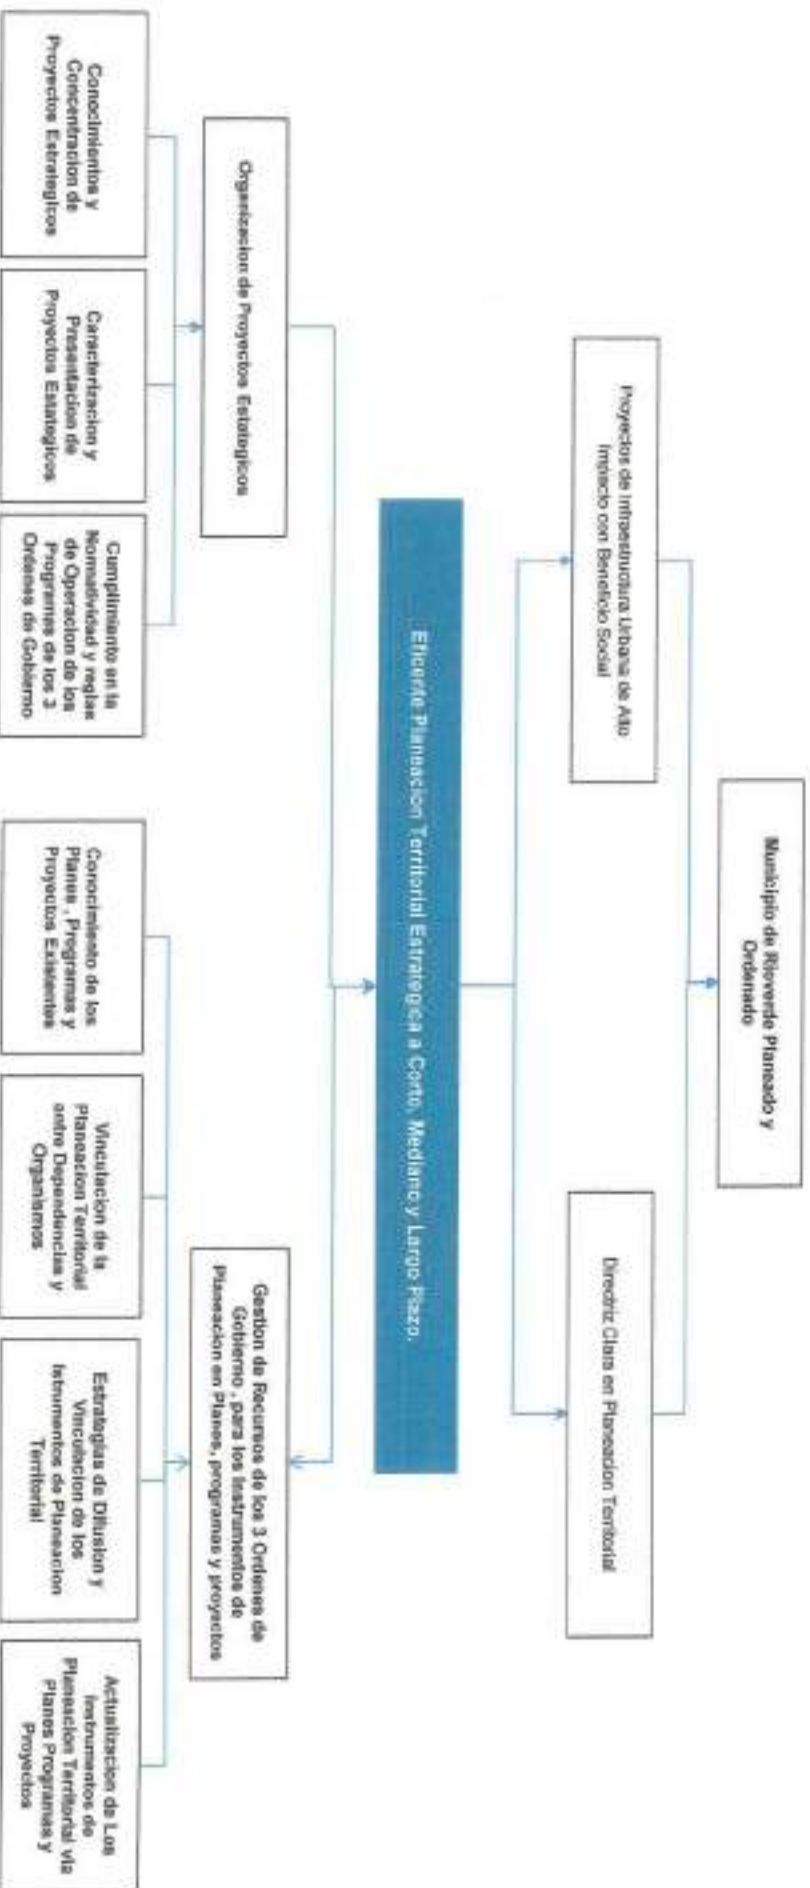 Municipio de Rioverde Planeado y
Ordenado
Proyectos de Infraestructura Urbana de Alto
Impacto con Beneficio Social
Directriz Clara en Planeacion Territorial
Eficente Planeacion Territorial Estrategica a Corto, Mediano y Largo Plazo.
Organizacion de Proyectos Estategicos
Gestion de Recursos de los 3 Ordenes de
Gobierno , para los Instrumentos de
Planeacion en Planes, programas y proyectos
Conocimientos y
Concentracion de
Proyectos Estrategicos
Caracterizacion y
Presentacion de
Proyectos Estategicos
Cumplimiento en la
Normatividad y reglas
de Operacion de los
Programas de los 3
Ordenes de Gobierno
Conocimiento de los
Planes , Programas y
Proyectos Existentes
Vinculacion de la
Planeacion Territorial
entre Dependencias y
Organismos
Estrategias de Difusion y
Vinculacion de los
Istrumentos de Planeacion
Territorial
Actualizacion de Los
Instrumentos de
Planeacion Territorial via
Planes Programas y
Proyectos